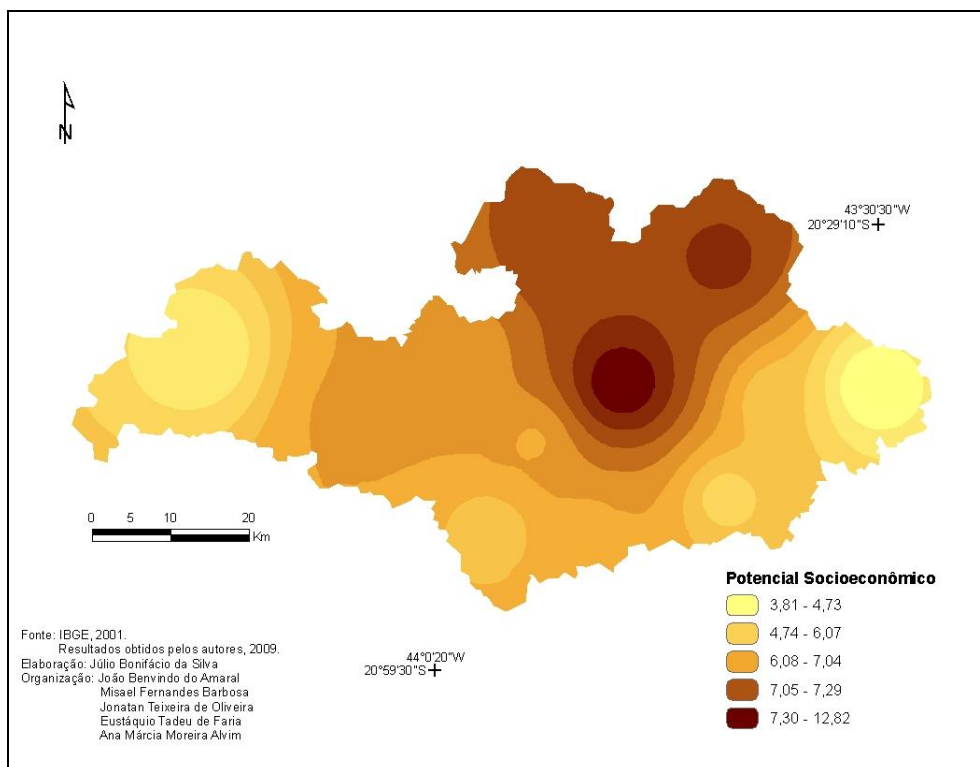 N
43°30'30"W
20°29'10"S
0 5 10 20
Km
Potencial Socioeconômico
3,81 - 4,73
4,74 - 6,07
6,08 - 7,04
7,05 - 7,29
7,30 - 12,82
Fonte: IBGE, 2001.
Resultados obtidos pelos autores, 2009.
Elaboração: Júlio Bonifácio da Silva
Organização: João Benvindo do Amaral
Misael Fernandes Barbosa
Jonatan Teixeira de Oliveira
Eustáquio Tadeu de Faria
Ana Márcia Moreira Alvim
44°0'20"W
20°59'30"S